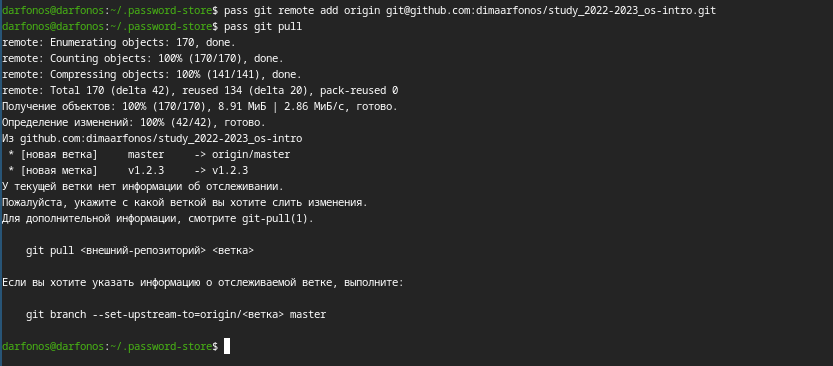 darfonos@darfonos:~/.password-store$ pass git remote add origin git@github.com:dimaarfonos/study_2022-2023_os-intro.git
darfonos@darfonos:~/.password-store$ pass git pull
remote: Enumerating objects: 170, done.
remote: Counting objects: 100% (170/170), done.
remote: Compressing objects: 100% (141/141), done.
remote: Total 170 (delta 42), reused 134 (delta 20), pack-reused 0
Получение объектов: 100% (170/170), 8.91 МиБ | 2.86 МиБ/с, готово.
Определение изменений: 100% (42/42), готово.
Из github.com:dimaarfonos/study_2022-2023_os-intro
 * [новая ветка]     master     -> origin/master
 * [новая метка]     v1.2.3     -> v1.2.3
У текущей ветки нет информации об отслеживании.
Пожалуйста, укажите с какой веткой вы хотите слить изменения.
Для дополнительной информации, смотрите git-pull(1).
    git pull <внешний-репозиторий> <ветка>
Если вы хотите указать информацию о отслеживаемой ветке, выполните:
    git branch --set-upstream-to=origin/<ветка> master
darfonos@darfonos:~/.password-store$